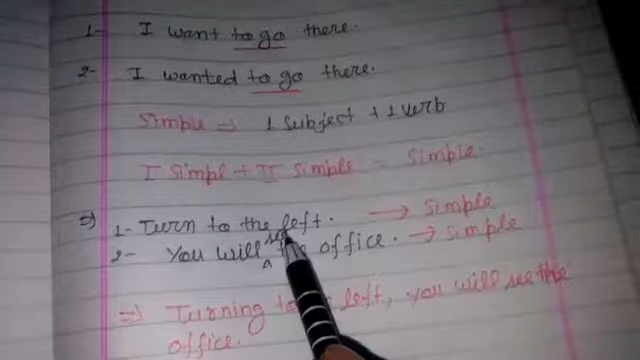 1- I want to go there.
2- I wanted to go there.
Simple => 1 Subject + 1 verb
I Simpl + II Simple = Simple.
=> 1- Turn to the left. → Simple
see
2- You will ^ the office. → Simple
=> Turning to left, you will see the
office.